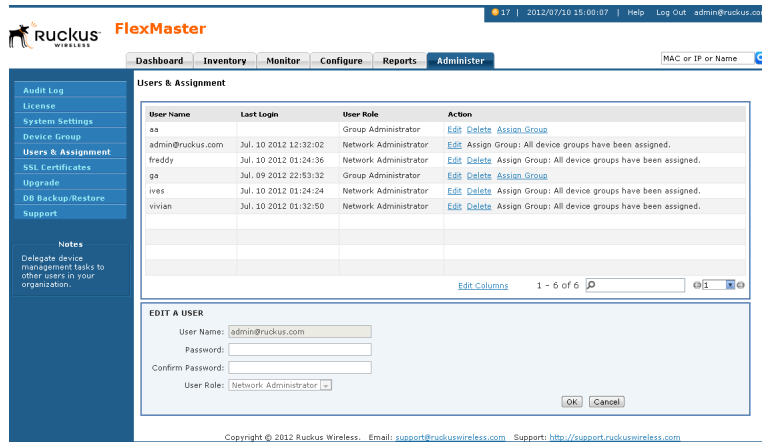 17 | 2012/07/10 15:00:07 | Help Log Out admin@ruckus.co
Ruckus WIRELESS FlexMaster
Dashboard Inventory Monitor Configure Reports Administer MAC or IP or Name
Audit Log
License
System Settings
Device Group
Users & Assignment
SSL Certificates
Upgrade
DB Backup/Restore
Support
Notes
Delegate device
management tasks to
other users in your
organization.
Users & Assignment
User Name Last Login User Role Action
aa Group Administrator Edit Delete Assign Group
admin@ruckus.com Jul. 10 2012 12:32:02 Network Administrator Edit Assign Group: All device groups have been assigned.
freddy Jul. 10 2012 01:24:36 Network Administrator Edit Delete Assign Group: All device groups have been assigned.
ga Jul. 09 2012 22:53:32 Group Administrator Edit Delete Assign Group
ives Jul. 10 2012 01:24:24 Network Administrator Edit Delete Assign Group: All device groups have been assigned.
vivian Jul. 10 2012 01:32:50 Network Administrator Edit Delete Assign Group: All device groups have been assigned.
Edit Columns 1 - 6 of 6 1
EDIT A USER
User Name: admin@ruckus.com
Password:
Confirm Password:
User Role: Network Administrator
OK Cancel
Copyright © 2012 Ruckus Wireless. Email: support@ruckuswireless.com Support: http://support.ruckuswireless.com